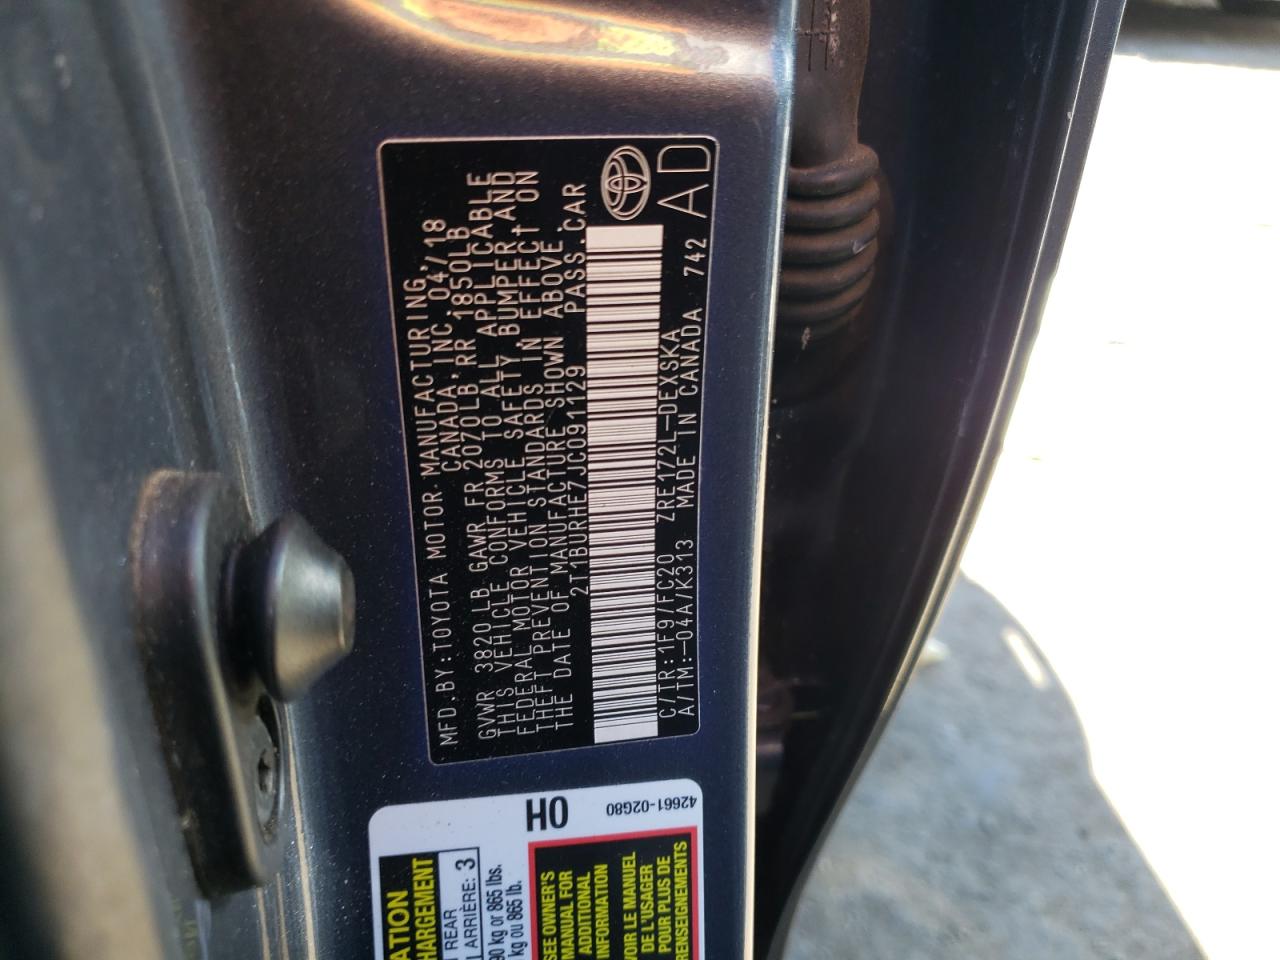 MFD. BY: TOYOTA MOTOR MANUFACTURING,
CANADA, INC. 04/18
GVWR 3820 LB GAWR FR 2070LB, RR 1850LB
THIS VEHICLE CONFORMS TO ALL APPLICABLE
FEDERAL MOTOR VEHICLE SAFETY, BUMPER, AND
THEFT PREVENTION STANDARDS IN EFFECT ON
THE DATE OF MANUFACTURE SHOWN ABOVE.
2T1BURHE7JC091129 PASS. CAR
C/TR:1F9/FC20 ZRE172L-DEXSKA
A/TM:-04A/K313 MADE IN CANADA 742
AD
OH
42661-02G80
REAR
ARRIÈRE: 3
kg or 865 lbs.
kg ou 865 lb.
SEE OWNER'S
MANUAL FOR
ADDITIONAL
INFORMATION
VOIR LE MANUEL
DE L'USAGER
POUR PLUS DE
RENSEIGNEMENTS